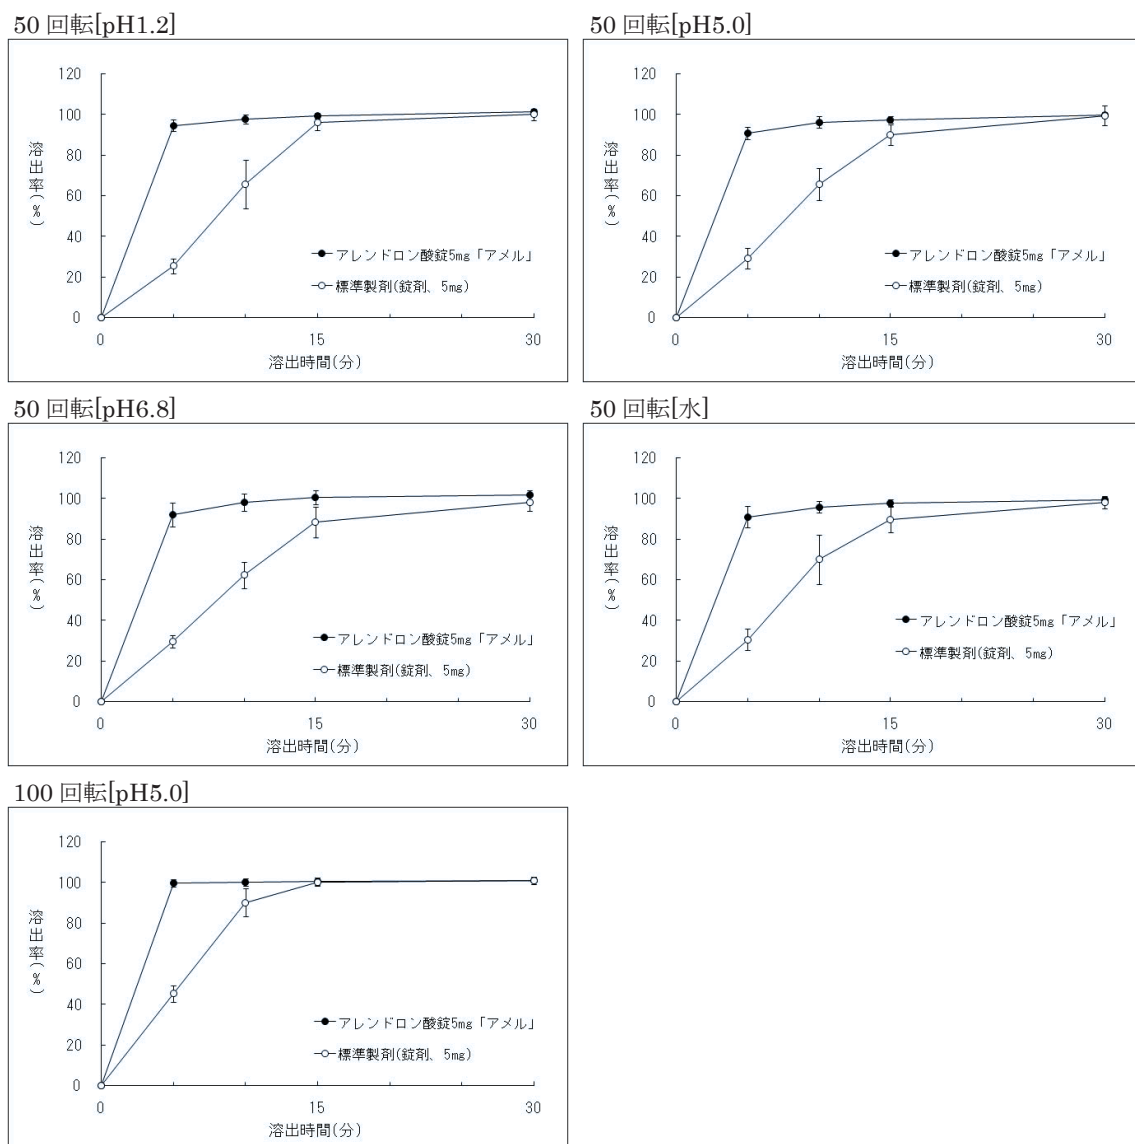 50 回転[pH1.2]
120
100
80
60
40
20
0
溶出率(%)
アレンドロン酸錠5mg「アメル」
標準製剤(錠剤、5mg)
0 15 30
溶出時間(分)
50 回転[pH5.0]
120
100
80
60
40
20
0
溶出率(%)
アレンドロン酸錠5mg「アメル」
標準製剤(錠剤、5mg)
0 15 30
溶出時間(分)
50 回転[pH6.8]
120
100
80
60
40
20
0
溶出率(%)
アレンドロン酸錠5mg「アメル」
標準製剤(錠剤、5mg)
0 15 30
溶出時間(分)
50 回転[水]
120
100
80
60
40
20
0
溶出率(%)
アレンドロン酸錠5mg「アメル」
標準製剤(錠剤、5mg)
0 15 30
溶出時間(分)
100 回転[pH5.0]
120
100
80
60
40
20
0
溶出率(%)
アレンドロン酸錠5mg「アメル」
標準製剤(錠剤、5mg)
0 15 30
溶出時間(分)